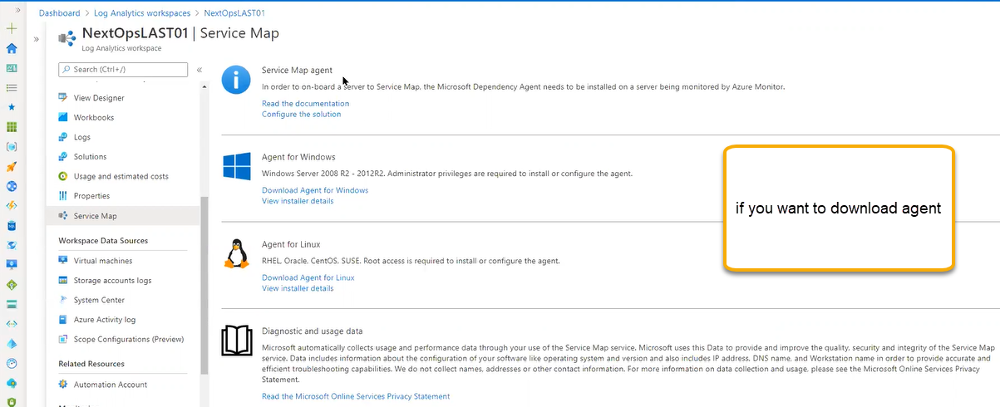 Dashboard > Log Analytics workspaces > NextOpsLAST01
NextOpsLAST01 | Service Map
Log Analytics workspace
Search (Ctrl+/)
View Designer
Workbooks
Logs
Solutions
Usage and estimated costs
Properties
Service Map
Workspace Data Sources
Virtual machines
Storage accounts logs
System Center
Azure Activity log
Scope Configurations (Preview)
Related Resources
Automation Account
Service Map agent
In order to on-board a server to Service Map, the Microsoft Dependency Agent needs to be installed on a server being monitored by Azure Monitor.
Read the documentation
Configure the solution
Agent for Windows
Windows Server 2008 R2 - 2012R2. Administrator privileges are required to install or configure the agent.
Download Agent for Windows
View installer details
Agent for Linux
RHEL, Oracle, CentOS, SUSE. Root access is required to install or configure the agent.
Download Agent for Linux
View installer details
Diagnostic and usage data
Microsoft automatically collects usage and performance data through your use of the Service Map service. Microsoft uses this Data to provide and improve the quality, security and integrity of the Service Map
service. Data includes information about the configuration of your software like operating system and version and also includes IP address, DNS name, and Workstation name in order to provide accurate and
efficient troubleshooting capabilities. We do not collect names, addresses or other contact information. For more information on data collection and usage, please see the Microsoft Online Services Privacy
Statement.
Read the Microsoft Online Services Privacy Statement
if you want to download agent